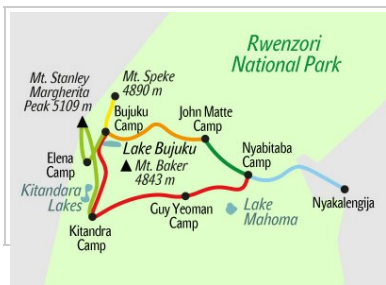 Rwenzori
National Park
Mt. Stanley
Margherita
Peak 5109 m
Mt. Speke
4890 m
Bujuku
Camp
John Matte
Camp
Lake Bujuku
Nyabitaba
Camp
Elena
Camp
Mt. Baker
4843 m
Kitandara
Lakes
Nyakalengija
Guy Yeoman
Camp
Lake
Mahoma
Kitandra
Camp